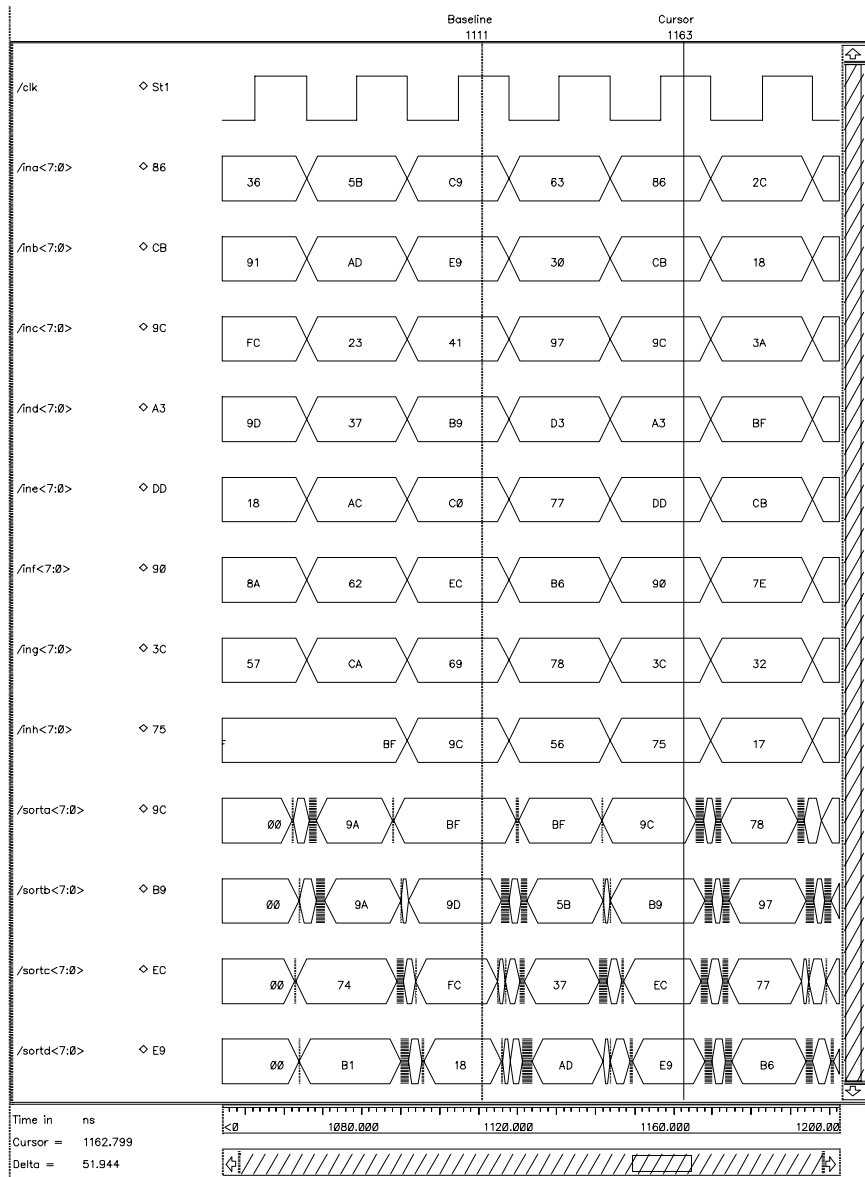 Baseline Cursor
1111 1163
/clk ◇ St1
/ina<7:0> ◇ 86 36 5B C9 63 86 2C
/inb<7:0> ◇ CB 91 AD E9 30 CB 18
/inc<7:0> ◇ 9C FC 23 41 97 9C 3A
/ind<7:0> ◇ A3 9D 37 B9 D3 A3 BF
/ine<7:0> ◇ DD 18 AC C0 77 DD CB
/inf<7:0> ◇ 90 8A 62 EC B6 90 7E
/ing<7:0> ◇ 3C 57 CA 69 78 3C 32
/inh<7:0> ◇ 75 BF 9C 56 75 17
/sorta<7:0> ◇ 9C 00 9A BF BF 9C 78
/sortb<7:0> ◇ B9 00 9A 9D 5B B9 97
/sortc<7:0> ◇ EC 00 74 FC 37 EC 77
/sortd<7:0> ◇ E9 00 B1 18 AD E9 B6
Time in ns <0 1080.000 1120.000 1160.000 1200.00
Cursor = 1162.799
Delta = 51.944